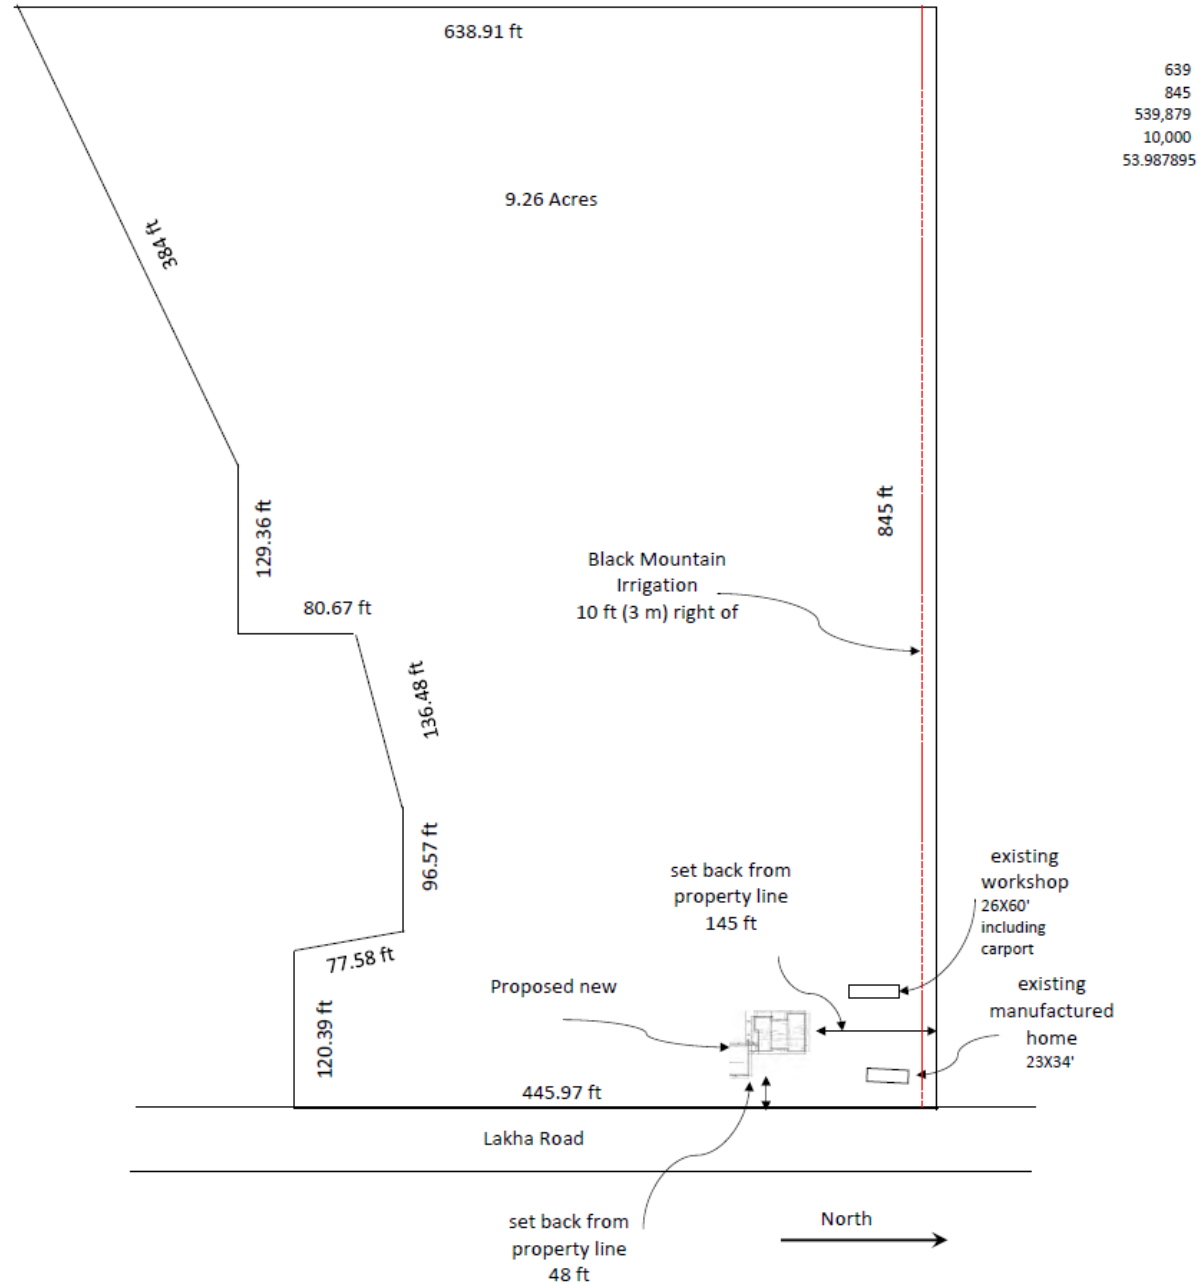 638.91 ft
639
845
539,879
10,000
53.987895
9.26 Acres
384 ft
845 ft
129.36 ft
Black Mountain
Irrigation
10 ft (3 m) right of
80.67 ft
136.48 ft
96.57 ft
set back from
property line
145 ft
existing
workshop
26X60'
including
carport
77.58 ft
Proposed new
existing
manufactured
home
23X34'
120.39 ft
445.97 ft
Lakha Road
set back from
property line
48 ft
North